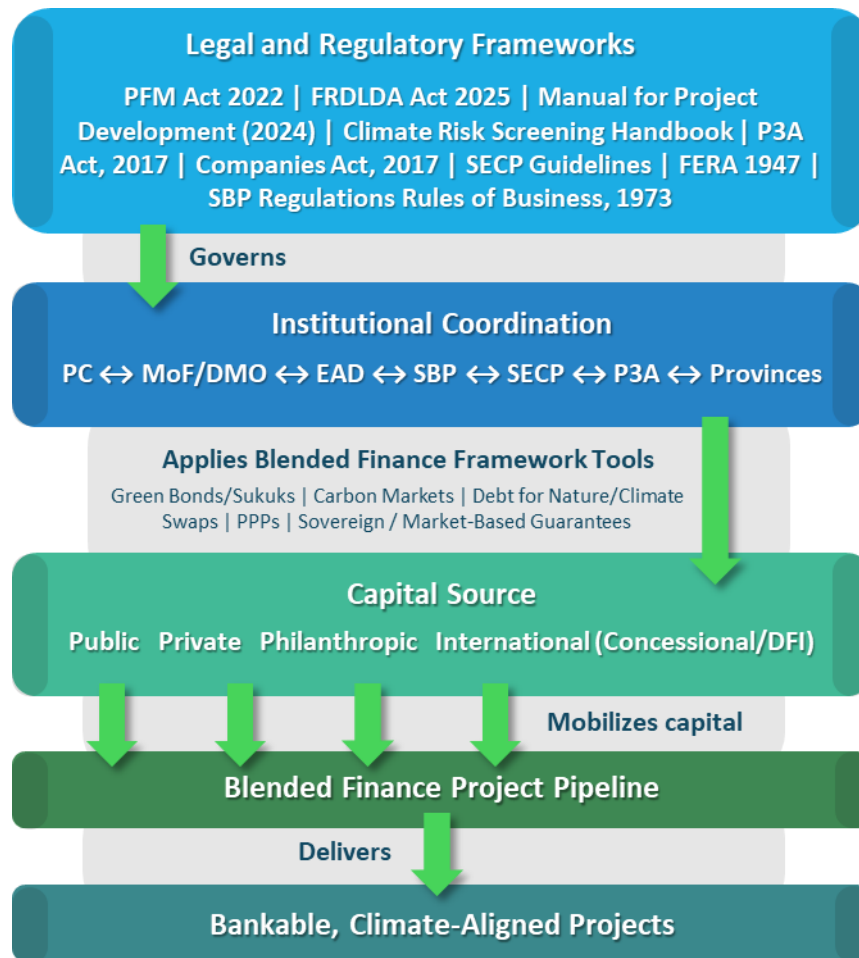 Legal and Regulatory Frameworks
PFM Act 2022 | FRDLDA Act 2025 | Manual for Project
Development (2024) | Climate Risk Screening Handbook | P3A
Act, 2017 | Companies Act, 2017 | SECP Guidelines | FERA 1947 |
SBP Regulations Rules of Business, 1973
Governs
Institutional Coordination
PC ↔ MoF/DMO ↔ EAD ↔ SBP ↔ SECP ↔ P3A ↔ Provinces
Applies Blended Finance Framework Tools
Green Bonds/Sukuks | Carbon Markets | Debt for Nature/Climate
Swaps | PPPs | Sovereign / Market-Based Guarantees
Capital Source
Public Private Philanthropic International (Concessional/DFI)
Mobilizes capital
Blended Finance Project Pipeline
Delivers
Bankable, Climate-Aligned Projects